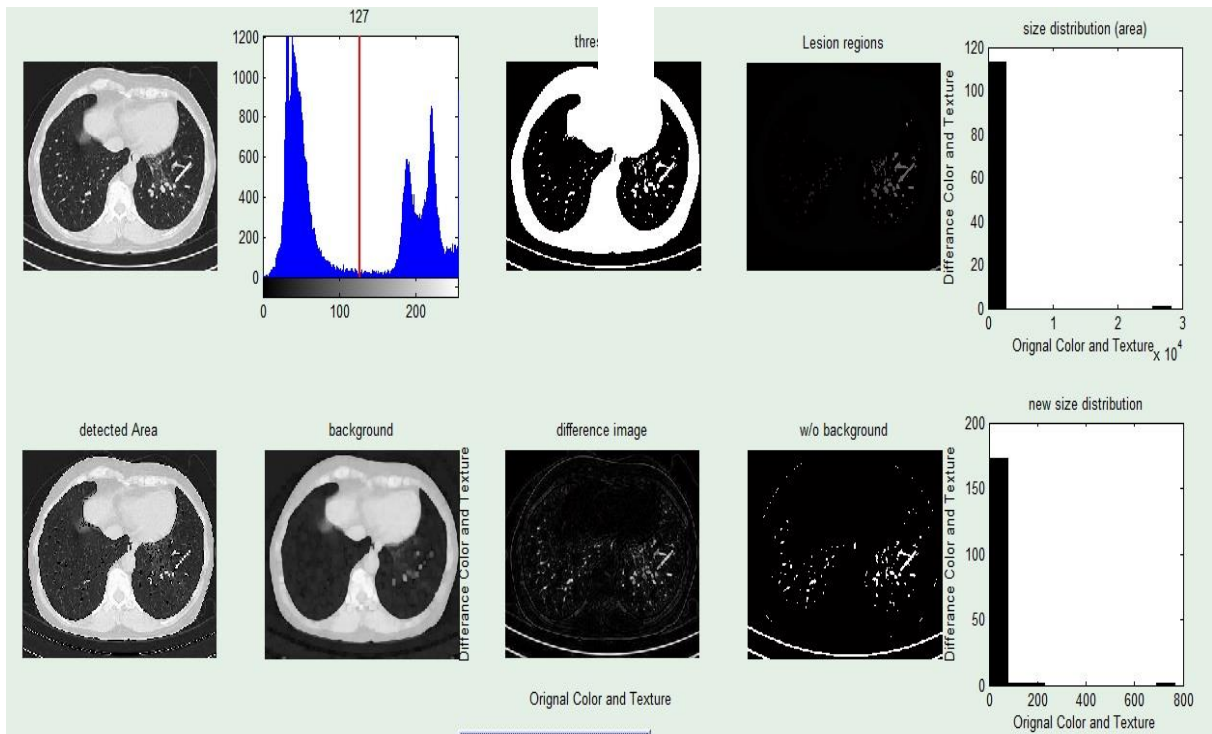 127
thres
Lesion regions
size distribution (area)
1200
1000
800
600
400
200
0
0 100 200
Differance Color and Texture
120
100
80
60
40
20
0
0 1 2 3
x 10^4
Orignal Color and Texture
detected Area
background
difference image
w/o background
new size distribution
Differance Color and Texture
Differance Color and Texture
200
150
100
50
0
0 200 400 600 800
Orignal Color and Texture
Orignal Color and Texture